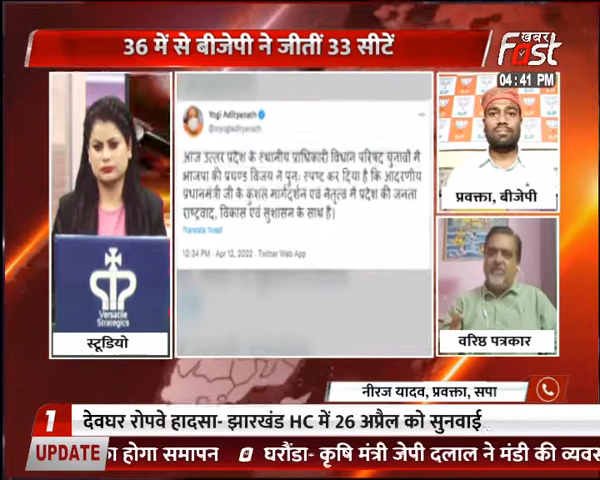 36 में से बीजेपी ने जीतीं 33 सीटें
खबर
Fast
04:41 PM
Yogi Adityanath
@myogiadityanath
आज उत्तर प्रदेश के स्थानीय प्राधिकारी विधान परिषद चुनावों में
भाजपा की प्रचण्ड विजय ने पुनः स्पष्ट कर दिया है कि आदरणीय
प्रधानमंत्री जी के कुशल मार्गदर्शन एवं नेतृत्व में प्रदेश की जनता
राष्ट्रवाद, विकास एवं सुशासन के साथ है।
Translate Tweet
12:34 PM · Apr 12, 2022 · Twitter Web App
प्रवक्ता, बीजेपी
VS
Versatile
Strategics
स्टूडियो
वरिष्ठ पत्रकार
नीरज यादव, प्रवक्ता, सपा
1 देवघर रोपवे हादसा- झारखंड HC में 26 अप्रैल को सुनवाई
UPDATE का होगा समापन घरौंडा- कृषि मंत्री जेपी दलाल ने मंडी की व्यवस